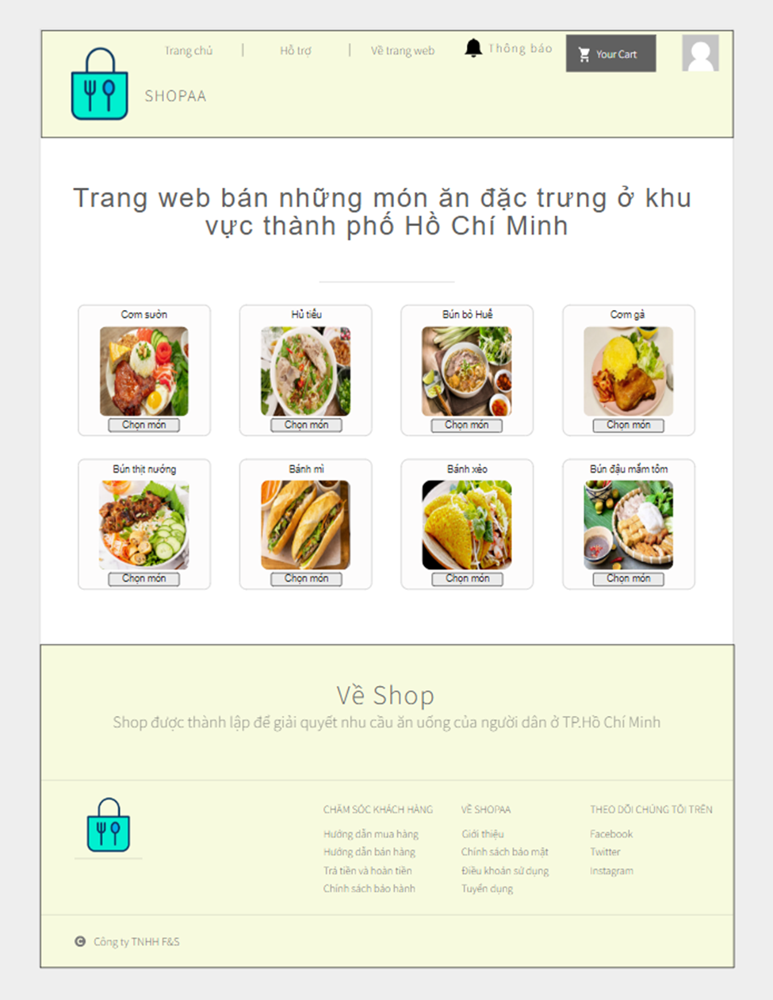 Trang chủ | Hỗ trợ | Về trang web Thông báo Your Cart
SHOPAA
Trang web bán những món ăn đặc trưng ở khu
vực thành phố Hồ Chí Minh
Cơm sườn
Chọn món
Hủ tiếu
Chọn món
Bún bò Huế
Chọn món
Cơm gà
Chọn món
Bún thịt nướng
Chọn món
Bánh mì
Chọn món
Bánh xèo
Chọn món
Bún đậu mắm tôm
Chọn món
Về Shop
Shop được thành lập để giải quyết nhu cầu ăn uống của người dân ở TP.Hồ Chí Minh
CHĂM SÓC KHÁCH HÀNG
Hướng dẫn mua hàng
Hướng dẫn bán hàng
Trả tiền và hoàn tiền
Chính sách bảo hành
VỀ SHOPAA
Giới thiệu
Chính sách bảo mật
Điều khoản sử dụng
Tuyển dụng
THEO DÕI CHÚNG TÔI TRÊN
Facebook
Twitter
Instagram
© Công ty TNHH F&S